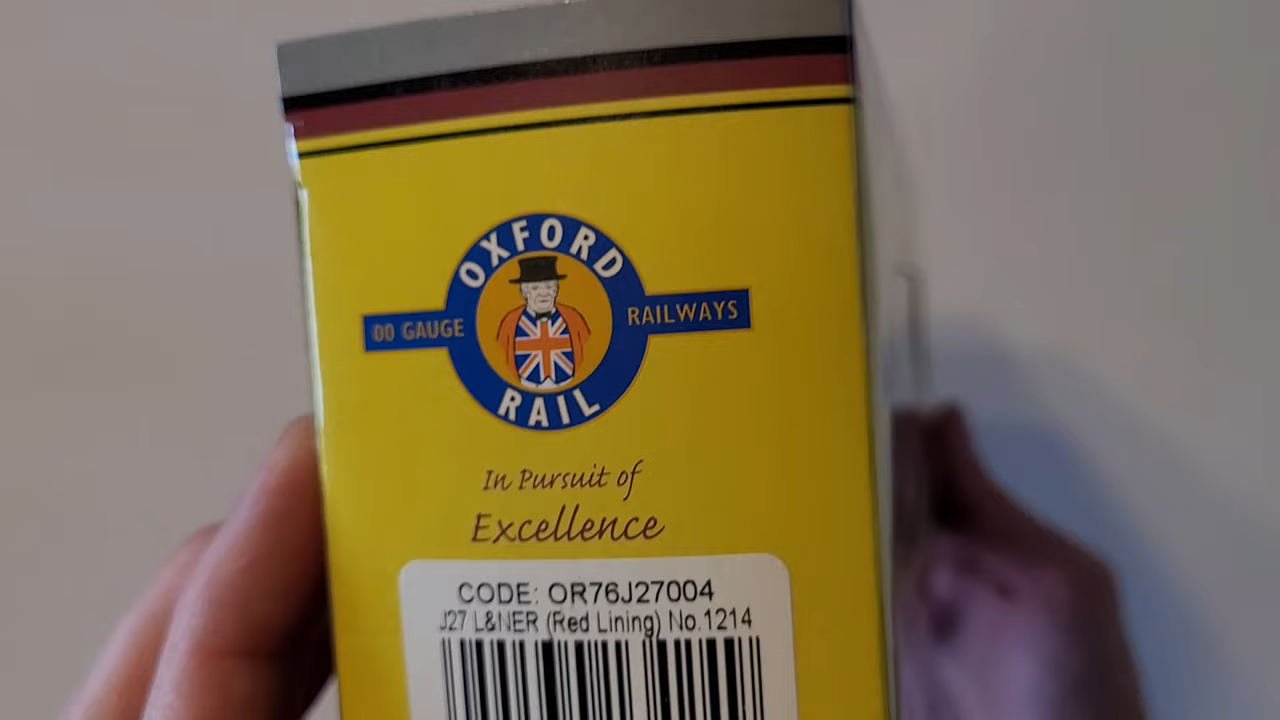 OXFORD
00 GAUGE RAILWAYS
RAIL
In Pursuit of
Excellence
CODE: OR76J27004
J27 L&NER (Red Lining) No.1214